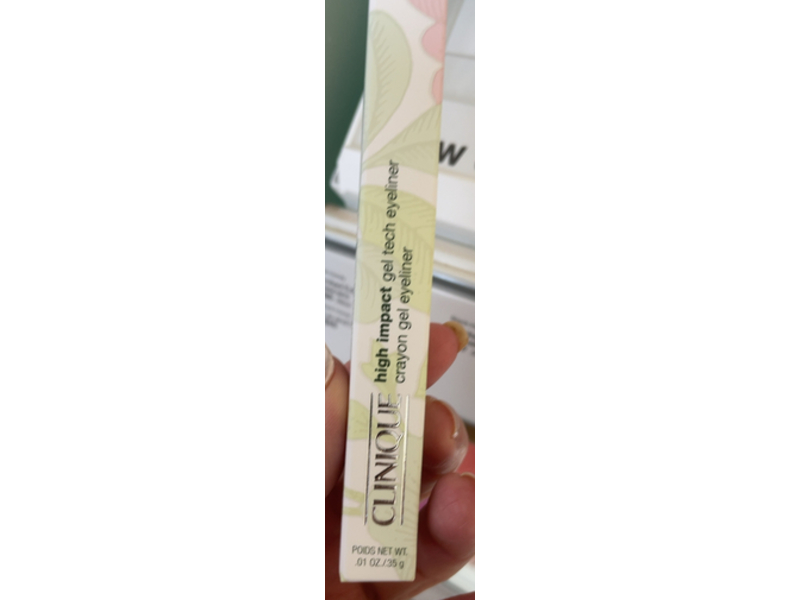 CLINIQUE
high impact gel tech eyeliner
crayon gel eyeliner
POIDS NET WT.
.01 OZ./.35 g
W